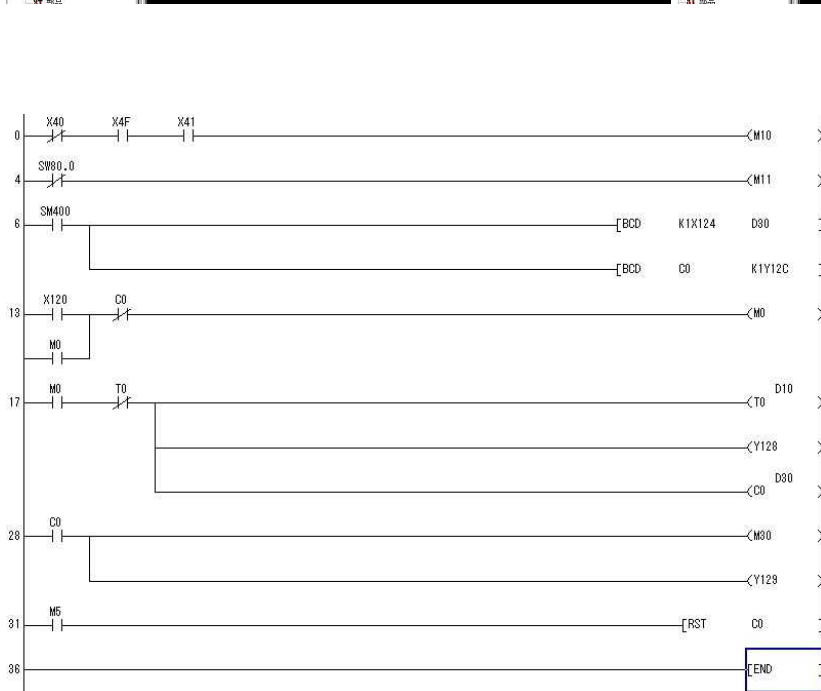 X40 X4F X41
0 (M10 )
SW80.0
4 (M11 )
SM400
6 [BCD K1X124 D30 ]
[BCD C0 K1Y12C ]
X120 C0
13 (M0 )
M0
M0 T0 D10
17 (T0 )
(Y128 )
D30
(C0 )
C0
28 (M30 )
(Y129 )
M5
31 [RST C0 ]
36 [END ]